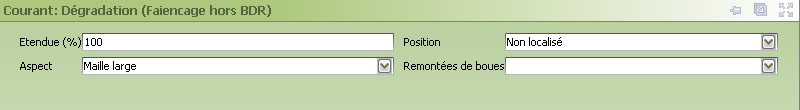 Courant: Dégradation (Faiencage hors BDR)
Etendue (%) 100 Position Non localisé
Aspect Maille large Remontées de boues